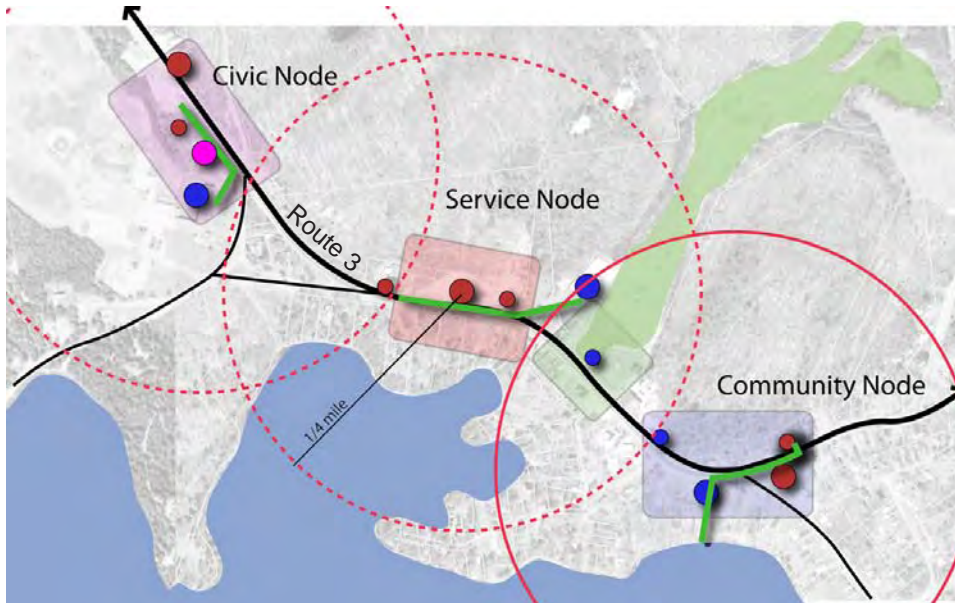 Civic Node
Service Node
Route 3
1/4 mile
Community Node